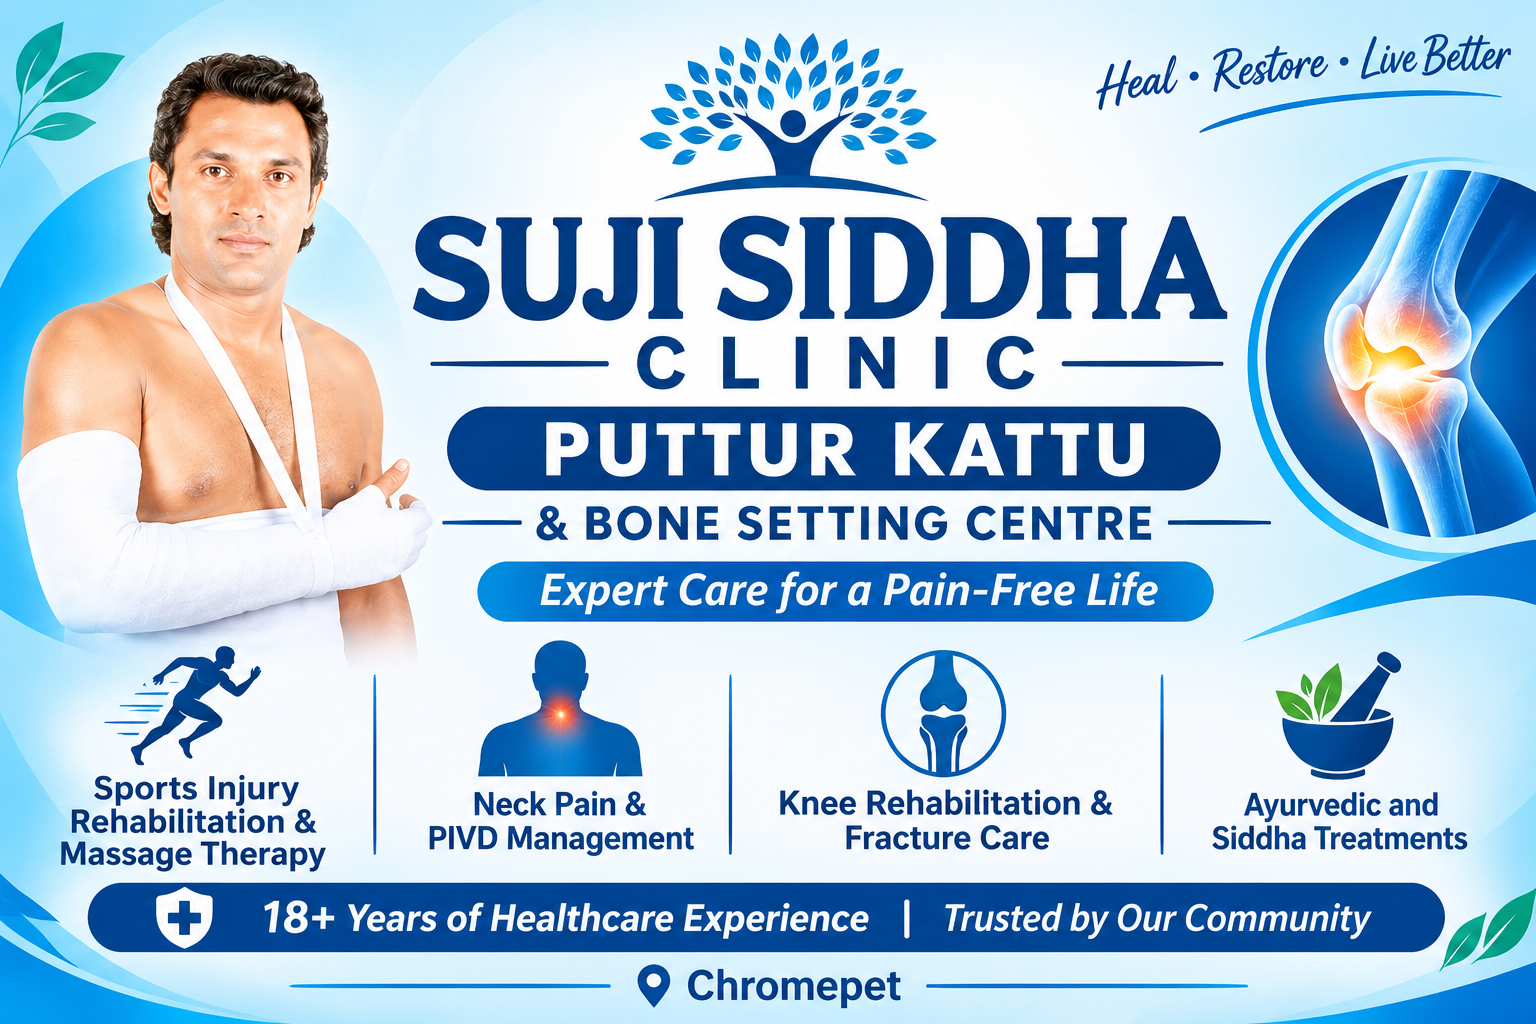 Heal • Restore • Live Better
SUJI SIDDHA
CLINIC
PUTTUR KATTU
& BONE SETTING CENTRE
Expert Care for a Pain-Free Life
Sports Injury
Rehabilitation &
Massage Therapy
Neck Pain &
PIVD Management
Knee Rehabilitation &
Fracture Care
Ayurvedic and
Siddha Treatments
18+ Years of Healthcare Experience | Trusted by Our Community
Chromepet